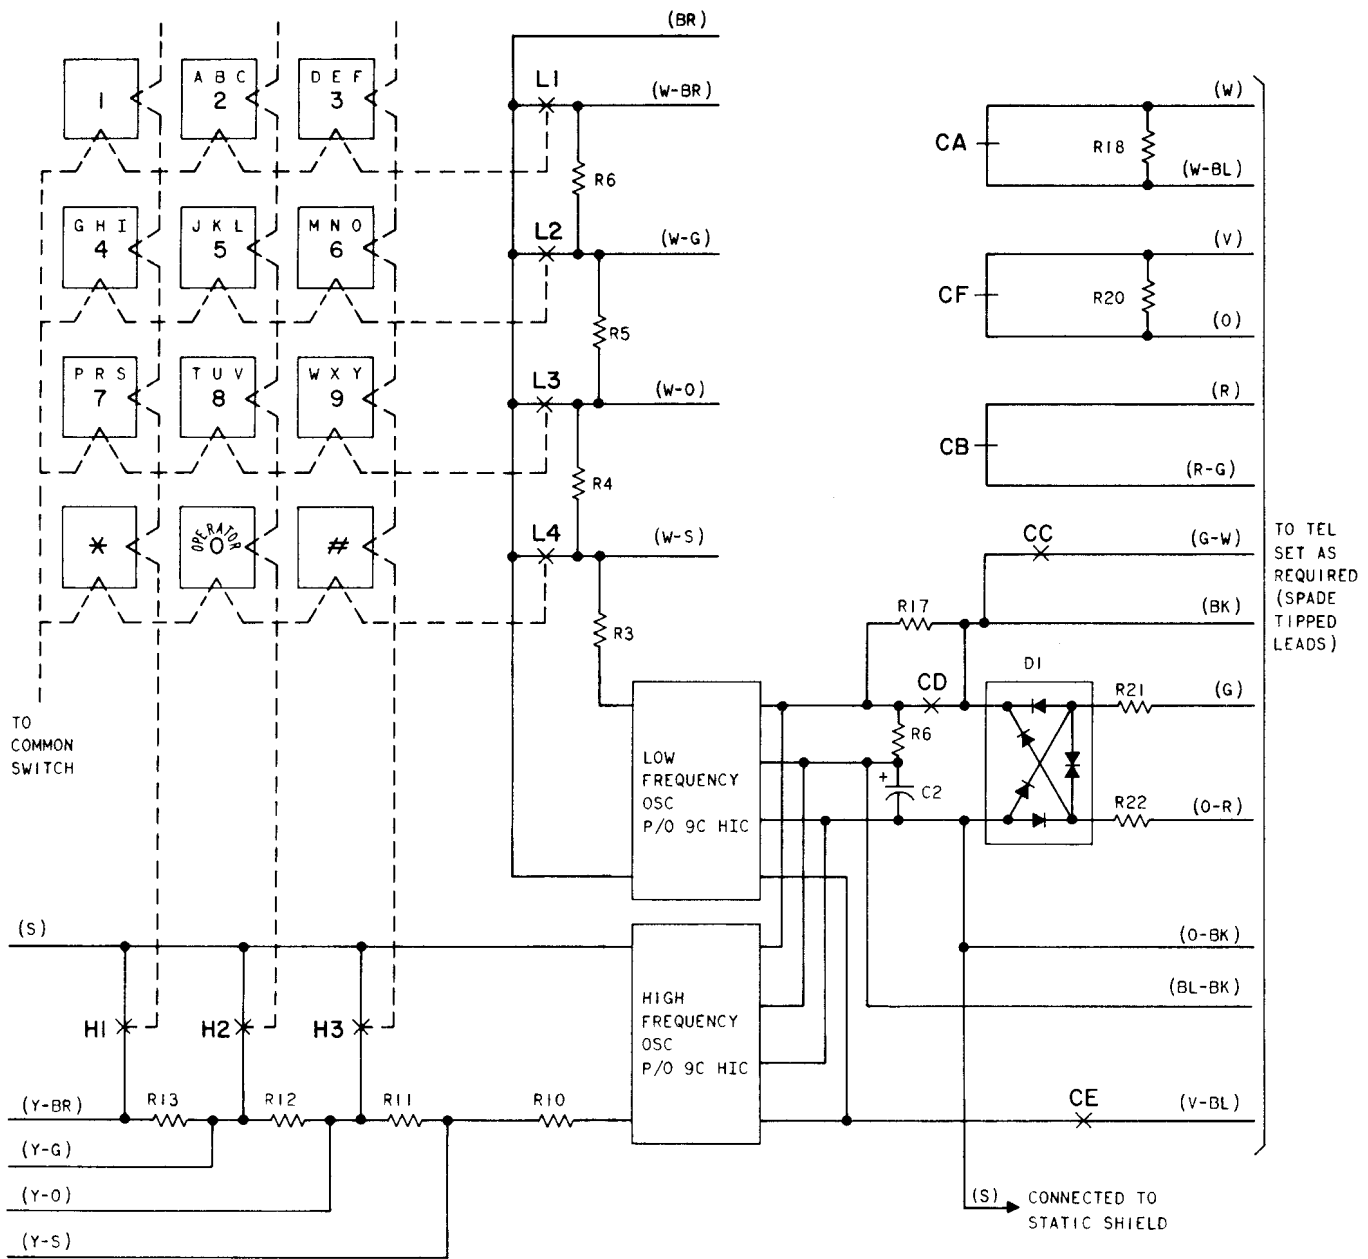 (BR)
1
A B C
2
D E F
3
L1
(W-BR)
R6
G H I
4
J K L
5
M N O
6
L2
(W-G)
R5
P R S
7
T U V
8
W X Y
9
L3
(W-O)
R4
*
OPERATOR
0
#
L4
(W-S)
R3
TO
COMMON
SWITCH
CA
R18
(W)
(W-BL)
CF
R20
(V)
(O)
CB
(R)
(R-G)
CC
(G-W)
R17
(BK)
TO TEL
SET AS
REQUIRED
(SPADE
TIPPED
LEADS)
CD
D1
R21
(G)
R6
+
C2
R22
(O-R)
LOW
FREQUENCY
OSC
P/O 9C HIC
(S)
(O-BK)
HIGH
FREQUENCY
OSC
P/O 9C HIC
(BL-BK)
H1
H2
H3
(Y-BR)
R13
R12
R11
R10
CE
(V-BL)
(Y-G)
(Y-O)
(Y-S)
(S)
CONNECTED TO
STATIC SHIELD